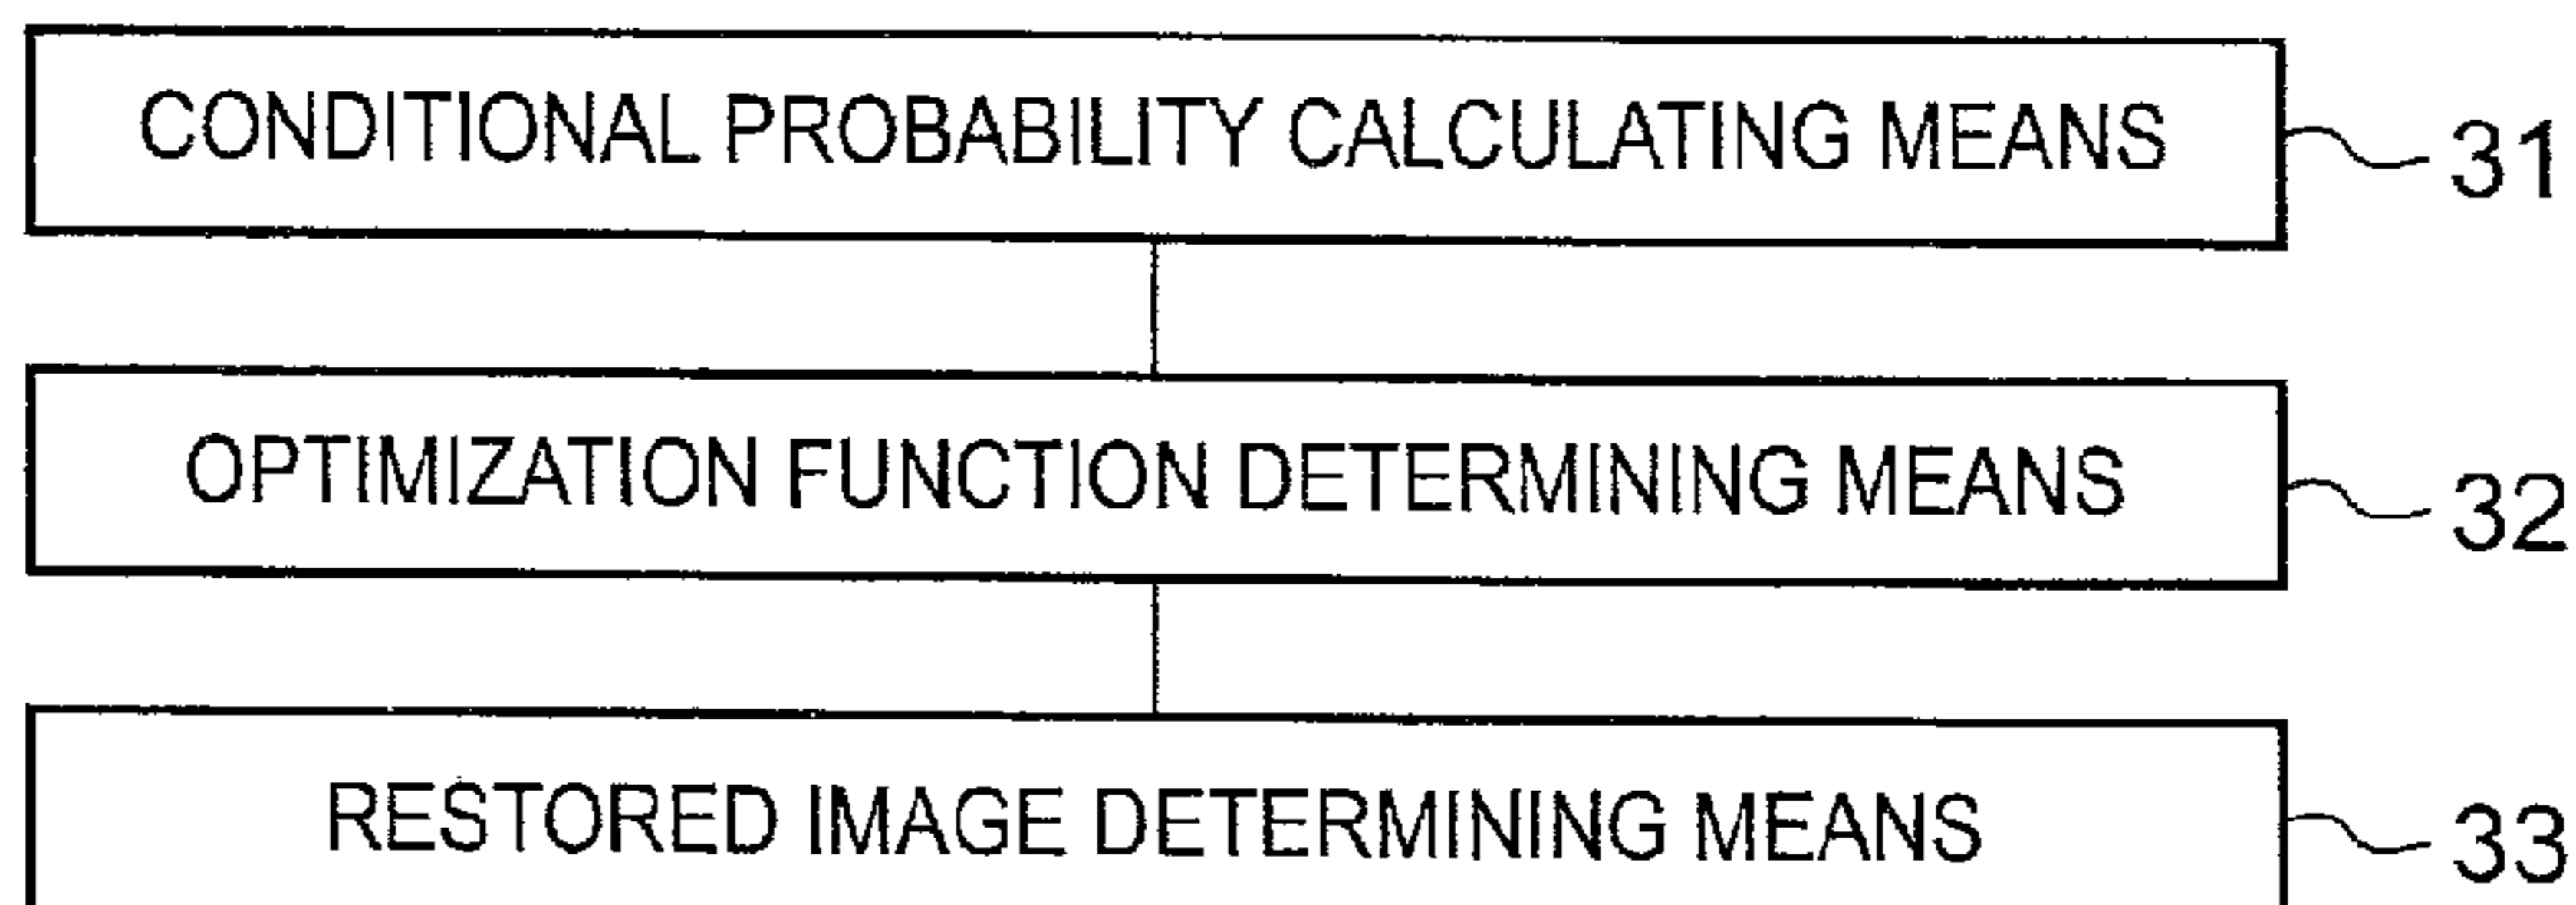 CONDITIONAL PROBABILITY CALCULATING MEANS 31
OPTIMIZATION FUNCTION DETERMINING MEANS 32
RESTORED IMAGE DETERMINING MEANS 33